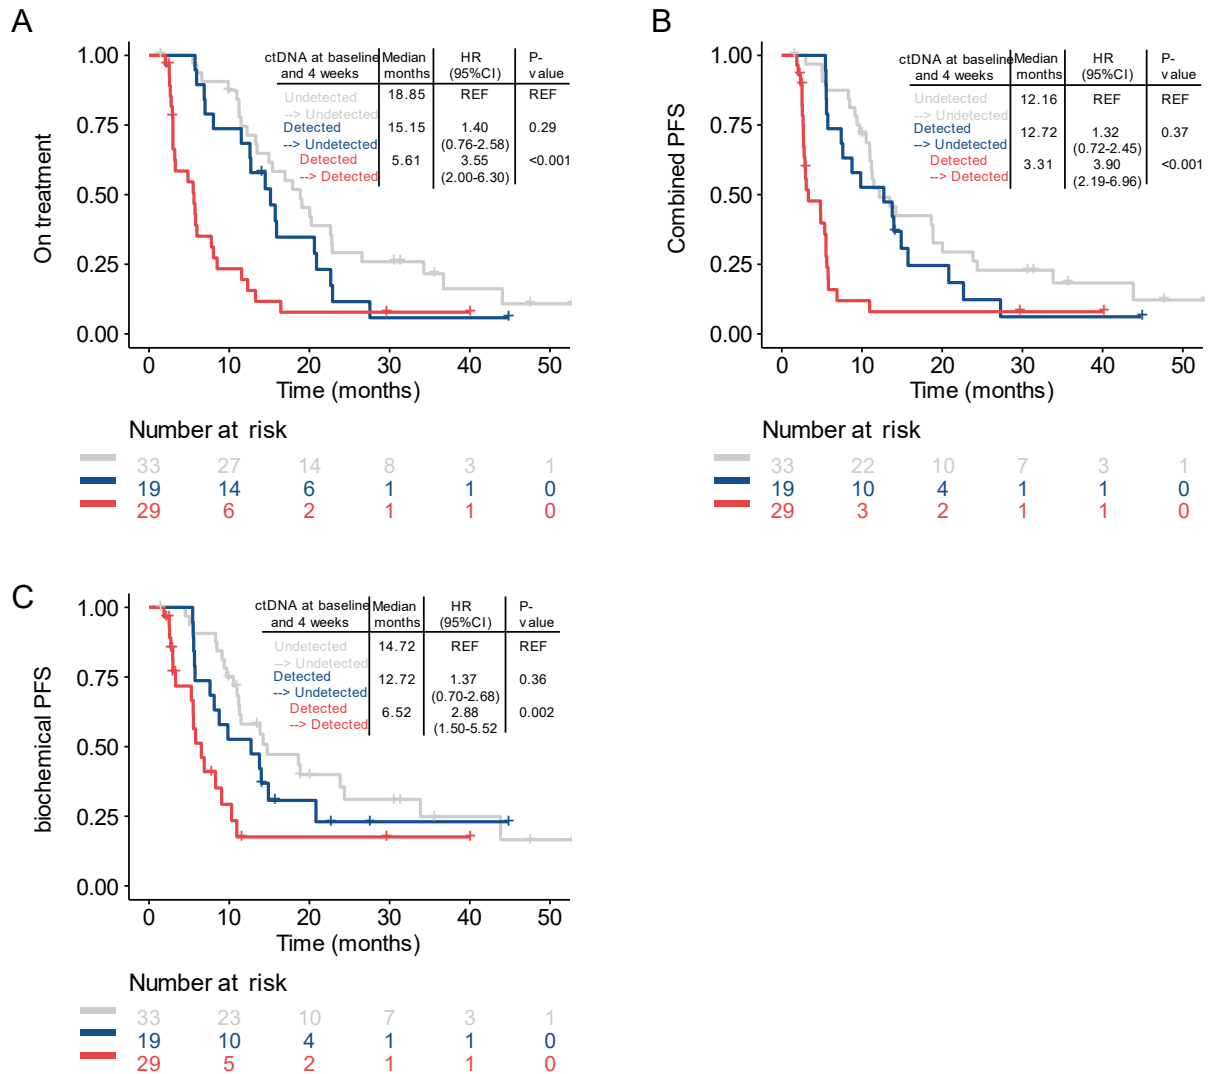 A
On treatment
1.00
0.75
0.50
0.25
0.00
ctDNA at baseline Median HR P-
and 4 weeks months (95%CI) value
Undetected 18.85 REF REF
--> Undetected
Detected 15.15 1.40 0.29
--> Undetected (0.76-2.58)
Detected 5.61 3.55 <0.001
--> Detected (2.00-6.30)
0 10 20 30 40 50
Time (months)
Number at risk
33 27 14 8 3 1
19 14 6 1 1 0
29 6 2 1 1 0
B
Combined PFS
1.00
0.75
0.50
0.25
0.00
ctDNA at baseline Median HR P-
and 4 weeks months (95%CI) value
Undetected 12.16 REF REF
--> Undetected
Detected 12.72 1.32 0.37
--> Undetected (0.72-2.45)
Detected 3.31 3.90 <0.001
--> Detected (2.19-6.96)
0 10 20 30 40 50
Time (months)
Number at risk
33 22 10 7 3 1
19 10 4 1 1 0
29 3 2 1 1 0
C
biochemical PFS
1.00
0.75
0.50
0.25
0.00
ctDNA at baseline Median HR P-
and 4 weeks months (95%CI) value
Undetected 14.72 REF REF
--> Undetected
Detected 12.72 1.37 0.36
--> Undetected (0.70-2.68)
Detected 6.52 2.88 0.002
--> Detected (1.50-5.52
0 10 20 30 40 50
Time (months)
Number at risk
33 23 10 7 3 1
19 10 4 1 1 0
29 5 2 1 1 0